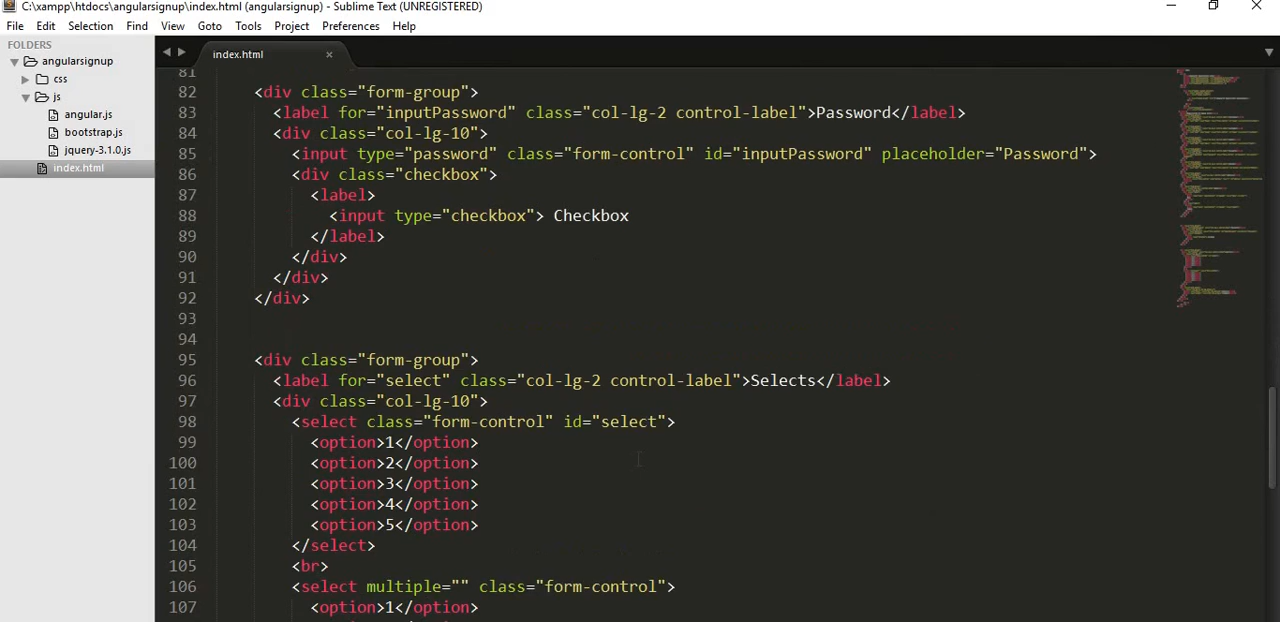 C:\xampp\htdocs\angularsignup\index.html (angularsignup) - Sublime Text (UNREGISTERED)
File Edit Selection Find View Goto Tools Project Preferences Help
FOLDERS
angularsignup
css
js
angular.js
bootstrap.js
jquery-3.1.0.js
index.html
index.html
81
82 <div class="form-group">
83 <label for="inputPassword" class="col-lg-2 control-label">Password</label>
84 <div class="col-lg-10">
85 <input type="password" class="form-control" id="inputPassword" placeholder="Password">
86 <div class="checkbox">
87 <label>
88 <input type="checkbox"> Checkbox
89 </label>
90 </div>
91 </div>
92 </div>
93
94
95 <div class="form-group">
96 <label for="select" class="col-lg-2 control-label">Selects</label>
97 <div class="col-lg-10">
98 <select class="form-control" id="select">
99 <option>1</option>
100 <option>2</option>
101 <option>3</option>
102 <option>4</option>
103 <option>5</option>
104 </select>
105 <br>
106 <select multiple="" class="form-control">
107 <option>1</option>